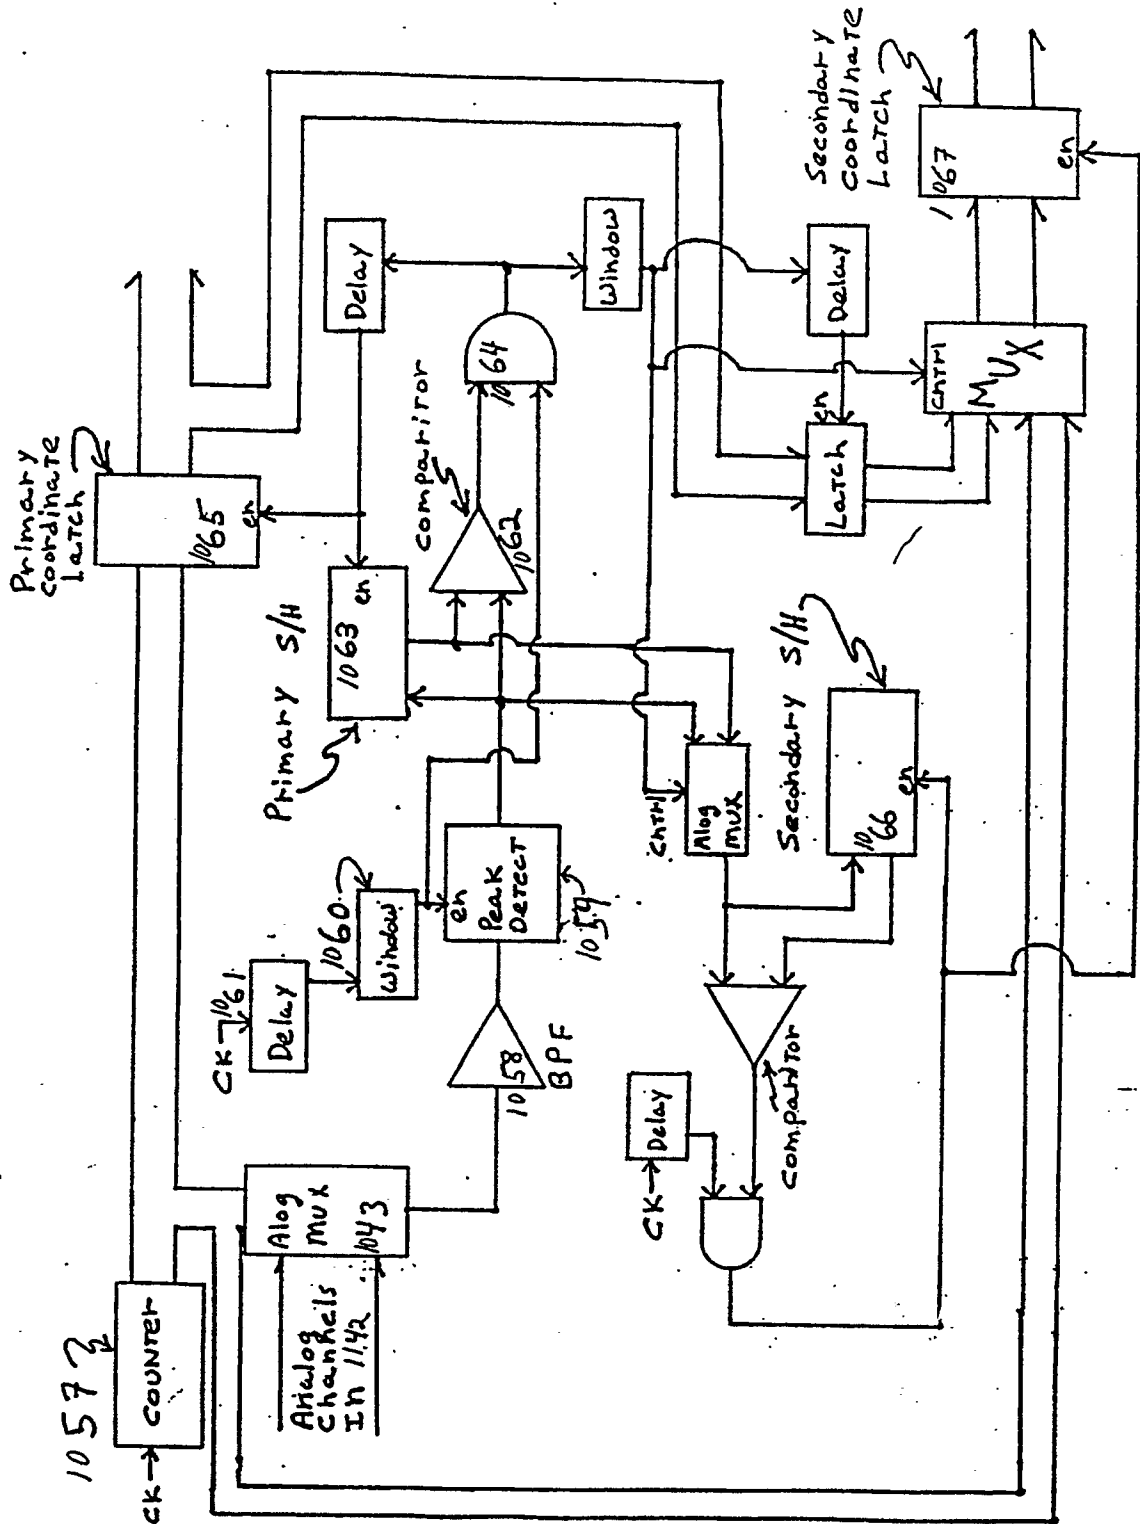 1057
CK
COUNTER
Analog
Channels
In 1142
Alog
MUX
1043
CK
1061
Delay
1060
Window
1058
BPF
en
Peak
Detect
1059
Primary
Coordinate
Latch
1065
en
Primary S/H
1063
en
Comparitor
1062
1064
Delay
Window
CK
Delay
Comparitor
Cntrl
Alog
MUX
Secondary S/H
1066
en
Latch
en
Delay
Cntrl
MUX
Secondary
Coordinate
Latch
1067
en